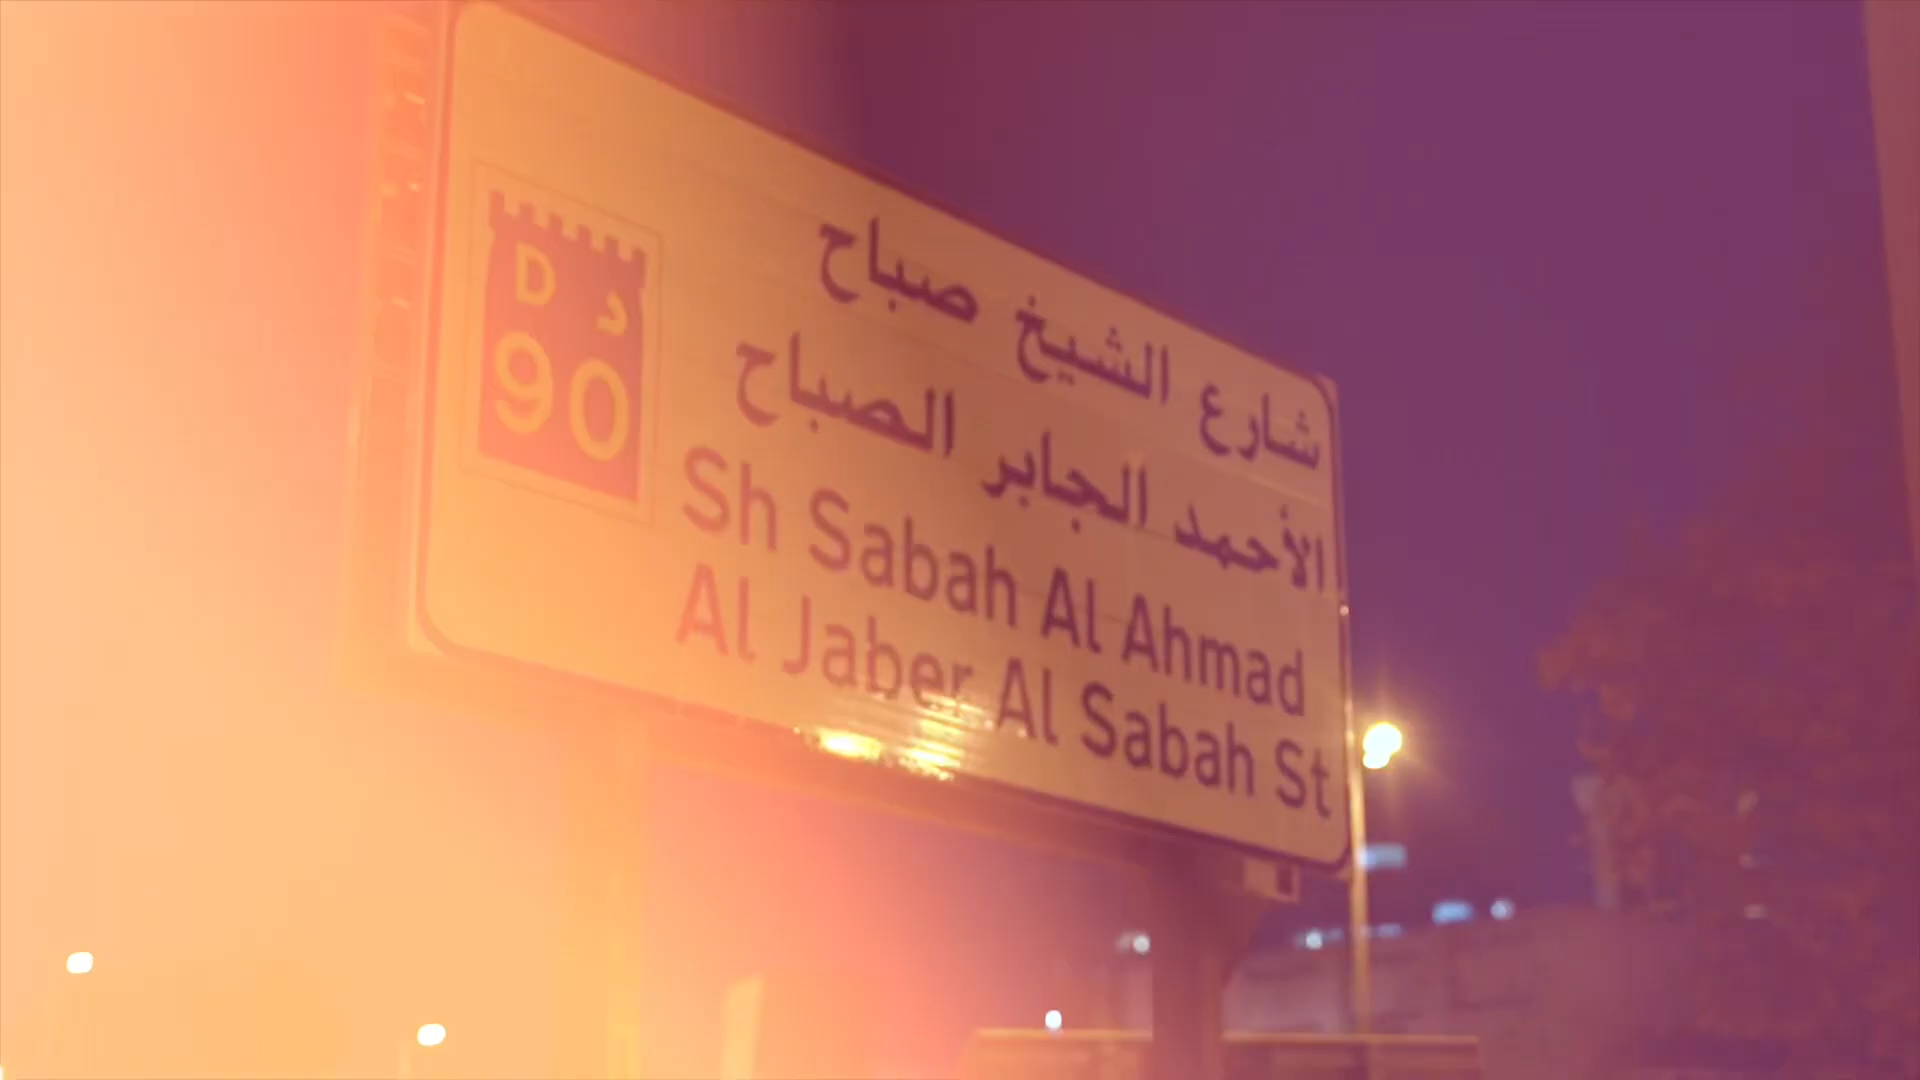 D د
90
شارع الشيخ صباح
الأحمد الجابر الصباح
Sh Sabah Al Ahmad
Al Jaber Al Sabah St